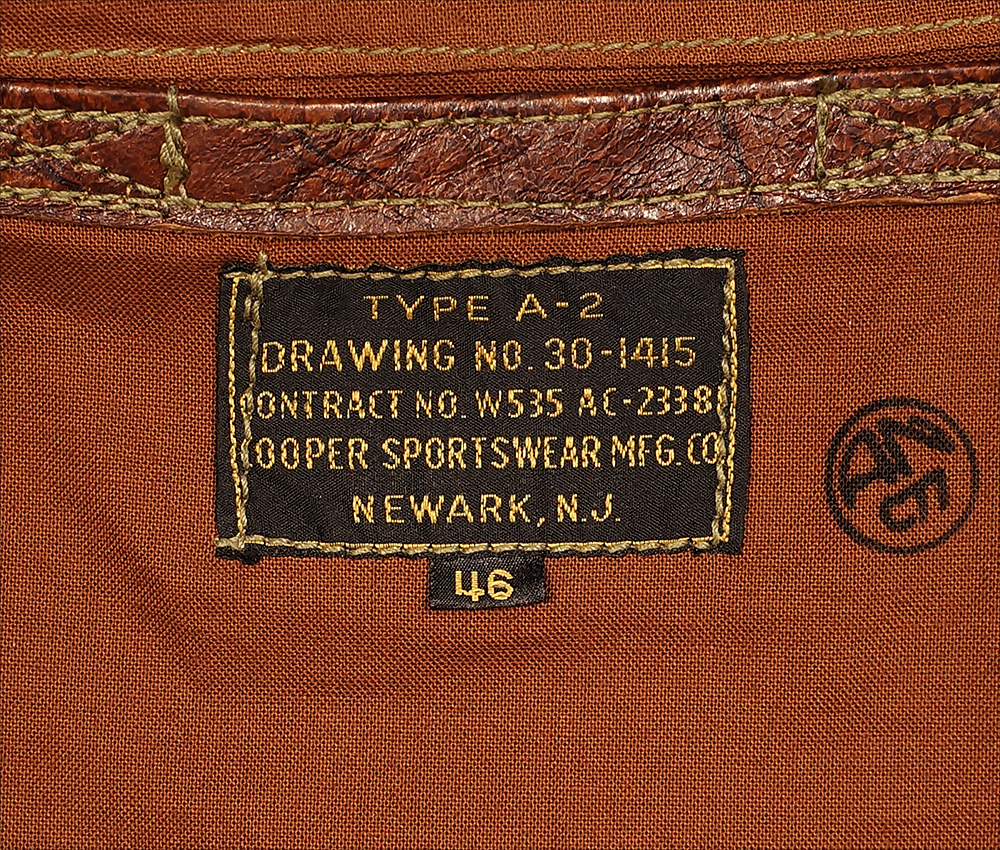 TYPE A-2
DRAWING NO. 30-1415
ONTRACT NO. W535 AC-2338
OOPER SPORTSWEAR MFG. CO
NEWARK, N.J.
46